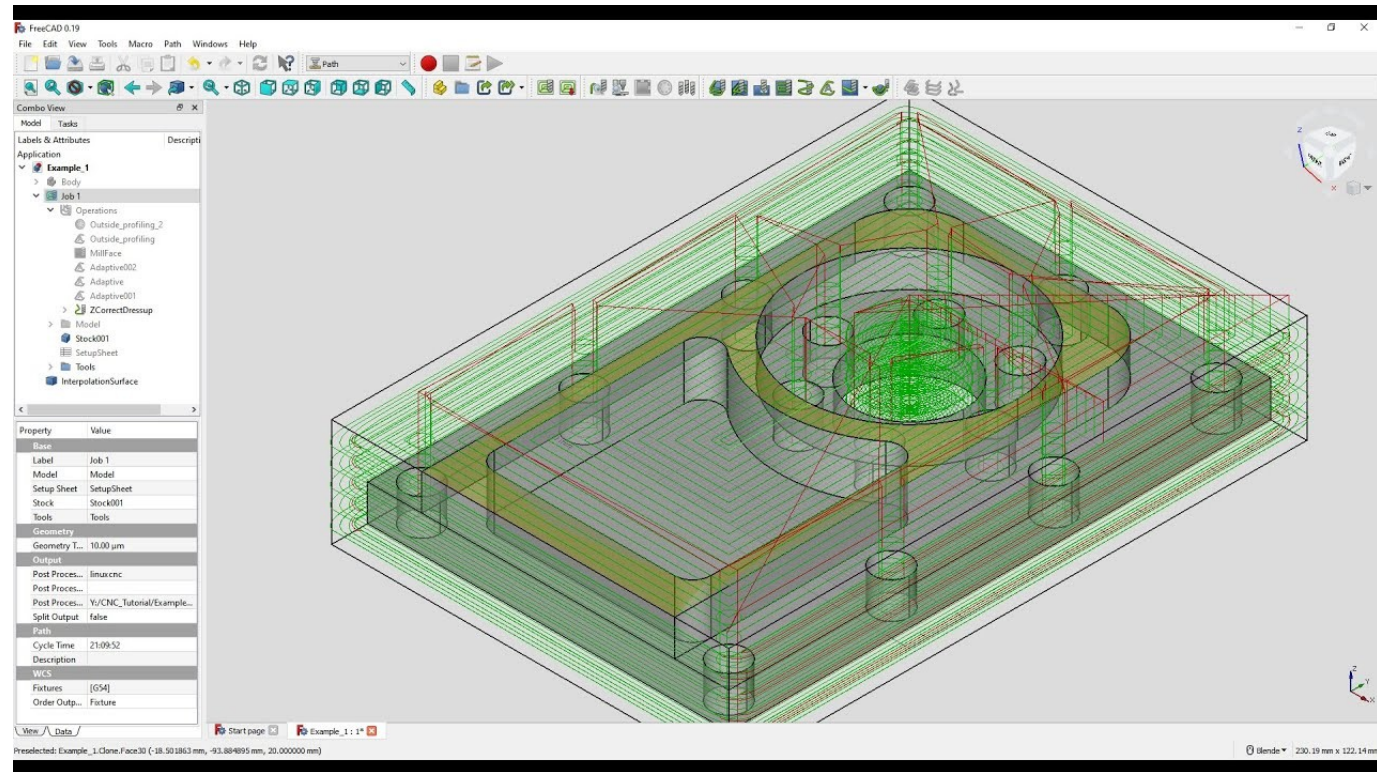 FreeCAD 0.19
File Edit View Tools Macro Path Windows Help
Path
Combo View
Model Tasks
Labels & Attributes Descripti
Application
Example_1
Body
Job 1
Operations
Outside_profiling_2
Outside_profiling
MillFace
Adaptive002
Adaptive
Adaptive001
ZCorrectDressup
Model
Stock001
SetupSheet
Tools
InterpolationSurface
Property Value
Base
Label Job 1
Model Model
Setup Sheet SetupSheet
Stock Stock001
Tools Tools
Geometry
Geometry T... 10.00 µm
Output
Post Proces... linuxcnc
Post Proces...
Post Proces... Y:/CNC_Tutorial/Example...
Split Output false
Path
Cycle Time 21:09:52
Description
WCS
Fixtures [G54]
Order Outp... Fixture
View Data
Start page Example_1 : 1*
Preselected: Example_1.Clone.Face30 (-18.501863 mm, -93.884895 mm, 20.000000 mm)
Blende 230.19 mm x 122.14 mm
Z
X
Z
Y
X